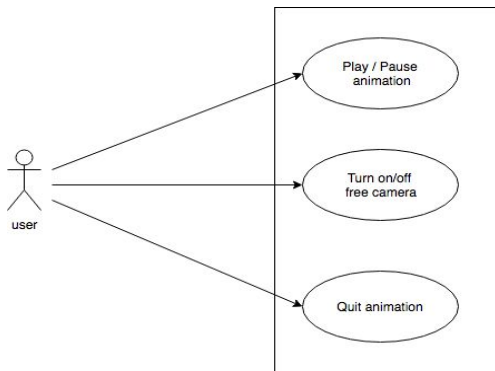 Play / Pause
animation
Turn on/off
free camera
user
Quit animation